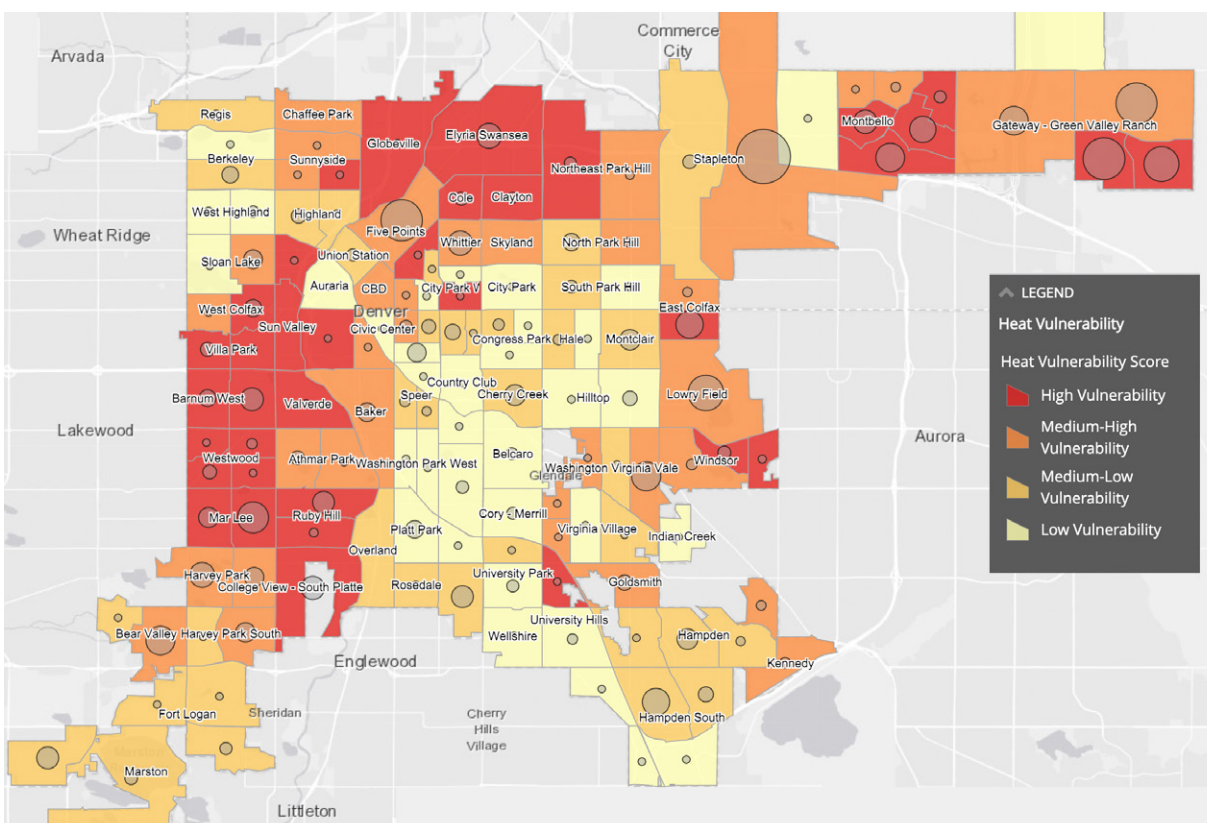 Commerce
City
Arvada
Regis
Chaffee Park
Globeville
Elyria Swansea
Montbello
Gateway - Green Valley Ranch
Berkeley
Sunnyside
Northeast Park Hill
Stapleton
Cole
Clayton
West Highland
Highland
Wheat Ridge
Five Points
Whittier
Skyland
North Park Hill
Union Station
Sloan Lake
Auraria
CBD
City Park W
City Park
South Park Hill
West Colfax
Denver
East Colfax
Sun Valley
Civic Center
Congress Park
Hale
Montclair
Villa Park
Country Club
Barnum West
Valverde
Baker
Speer
Cherry Creek
Hilltop
Lowry Field
Lakewood
Aurora
Westwood
Athmar Park
Washington Park West
Belcaro
Washington Virginia Vale
Windsor
Glendale
Mar Lee
Ruby Hill
Platt Park
Cory - Merrill
Virginia Village
Indian Creek
Overland
Harvey Park
College View - South Platte
Rosedale
University Park
Goldsmith
University Hills
Bear Valley
Harvey Park South
Wellshire
Hampden
Englewood
Kennedy
Fort Logan
Sheridan
Cherry
Hills
Village
Hampden South
Marston
Marston
Littleton
LEGEND
Heat Vulnerability
Heat Vulnerability Score
High Vulnerability
Medium-High
Vulnerability
Medium-Low
Vulnerability
Low Vulnerability